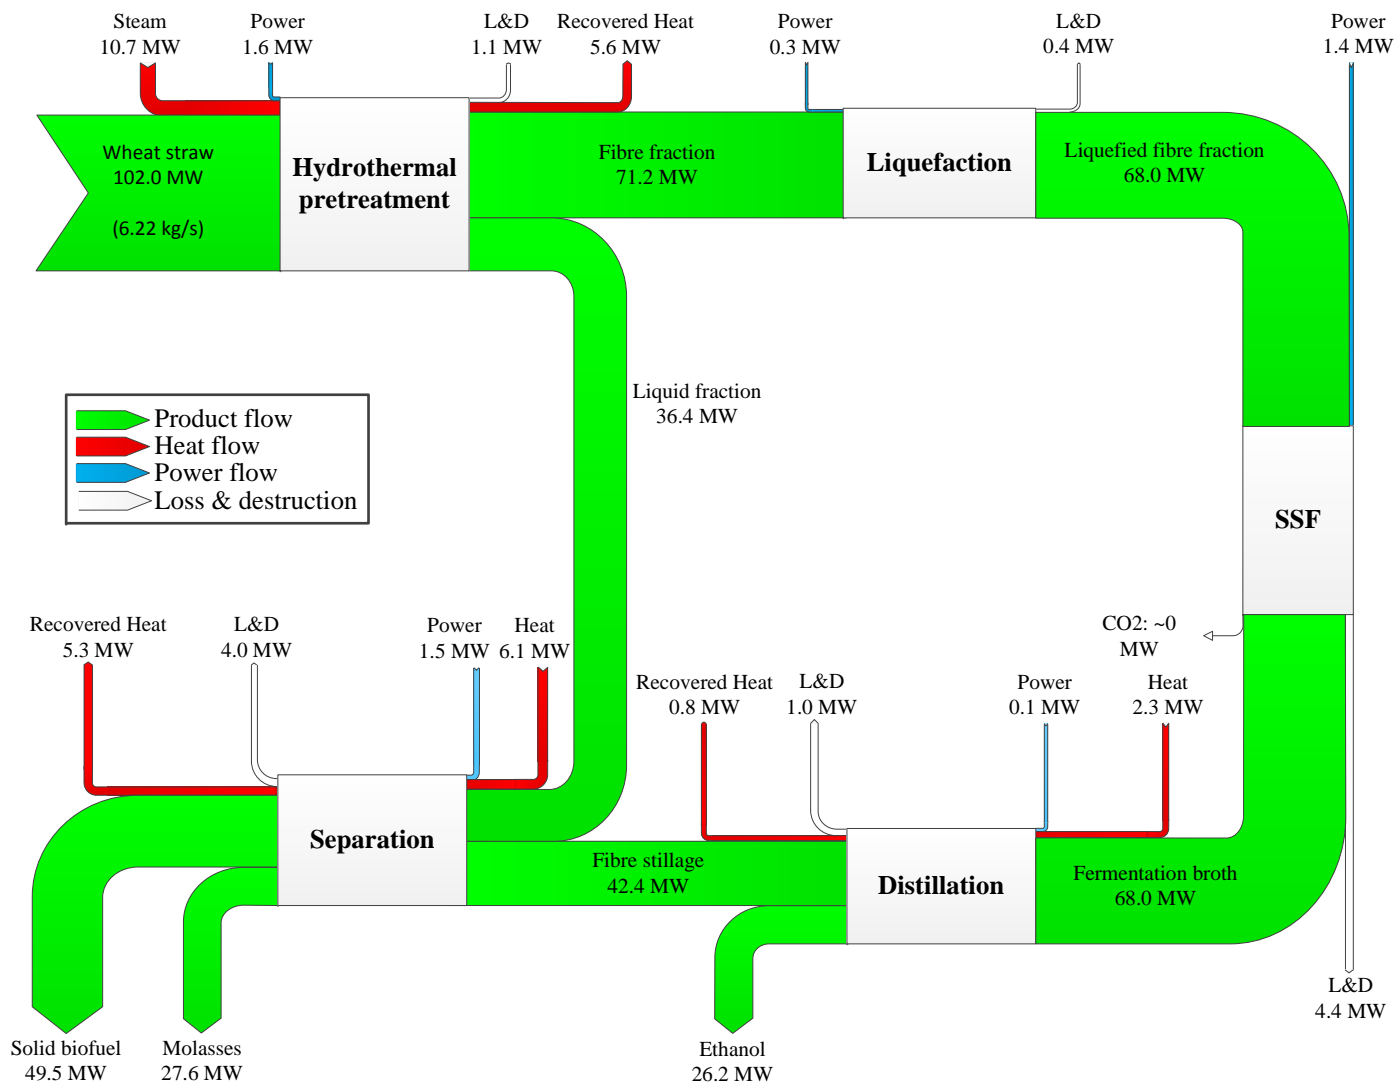 Steam
10.7 MW
Power
1.6 MW
L&D
1.1 MW
Recovered Heat
5.6 MW
Power
0.3 MW
L&D
0.4 MW
Power
1.4 MW
Wheat straw
102.0 MW
(6.22 kg/s)
Hydrothermal
pretreatment
Fibre fraction
71.2 MW
Liquefaction
Liquefied fibre fraction
68.0 MW
Liquid fraction
36.4 MW
Product flow
Heat flow
Power flow
Loss & destruction
SSF
CO2: ~0
MW
Recovered Heat
5.3 MW
L&D
4.0 MW
Power
1.5 MW
Heat
6.1 MW
Recovered Heat
0.8 MW
L&D
1.0 MW
Power
0.1 MW
Heat
2.3 MW
Separation
Fibre stillage
42.4 MW
Distillation
Fermentation broth
68.0 MW
L&D
4.4 MW
Solid biofuel
49.5 MW
Molasses
27.6 MW
Ethanol
26.2 MW